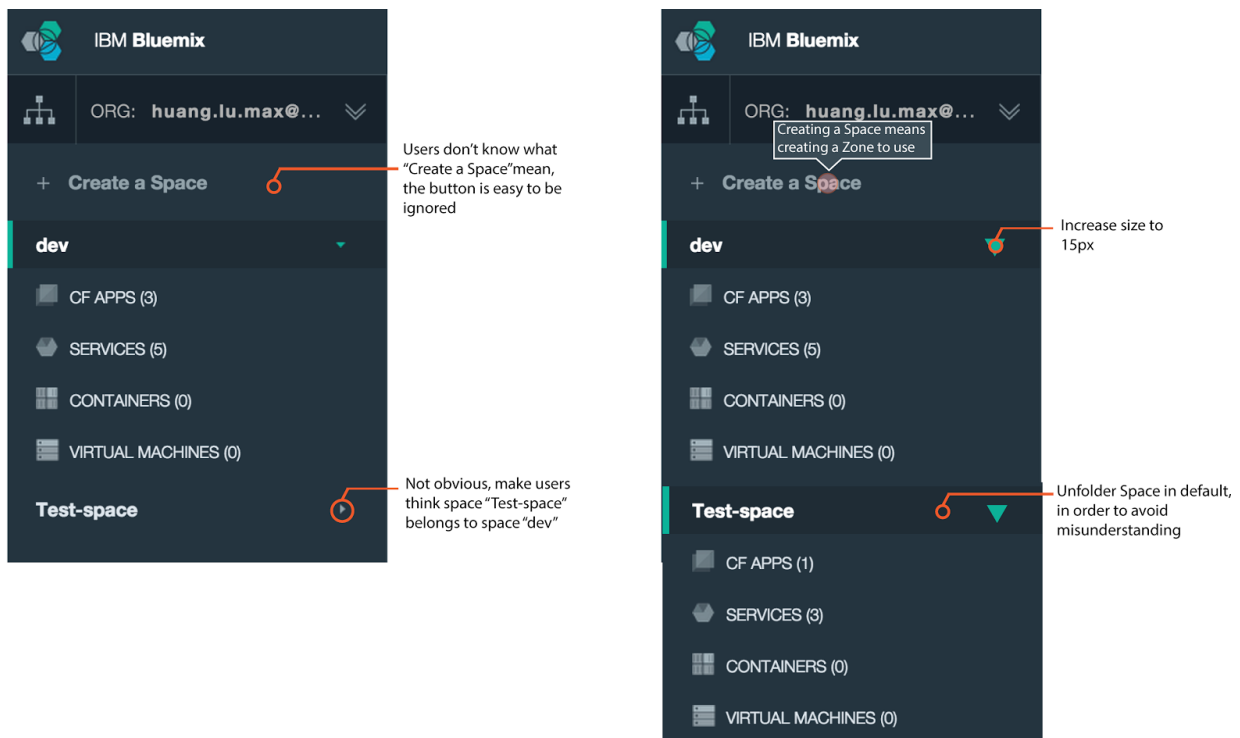 IBM Bluemix
ORG: huang.lu.max@...
+ Create a Space
dev
CF APPS (3)
SERVICES (5)
CONTAINERS (0)
VIRTUAL MACHINES (0)
Test-space
Users don't know what
“Create a Space”mean,
the button is easy to be
ignored
Not obvious, make users
think space “Test-space”
belongs to space “dev”
IBM Bluemix
ORG: huang.lu.max@...
Creating a Space means
creating a Zone to use
+ Create a Space
dev
CF APPS (3)
SERVICES (5)
CONTAINERS (0)
VIRTUAL MACHINES (0)
Test-space
CF APPS (1)
SERVICES (3)
CONTAINERS (0)
VIRTUAL MACHINES (0)
Increase size to
15px
Unfolder Space in default,
in order to avoid
misunderstanding